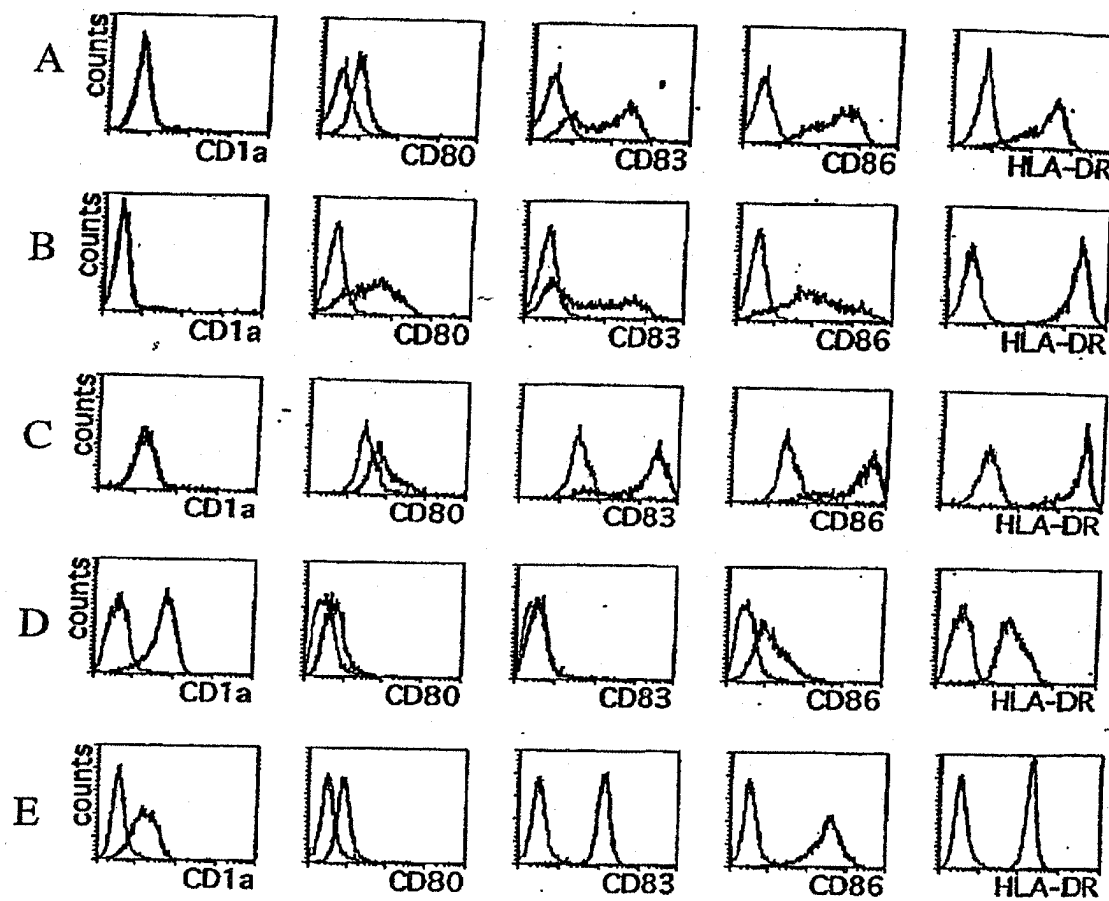 A
counts
CD1a
CD80
CD83
CD86
HLA-DR
B
counts
CD1a
CD80
CD83
CD86
HLA-DR
C
counts
CD1a
CD80
CD83
CD86
HLA-DR
D
counts
CD1a
CD80
CD83
CD86
HLA-DR
E
counts
CD1a
CD80
CD83
CD86
HLA-DR